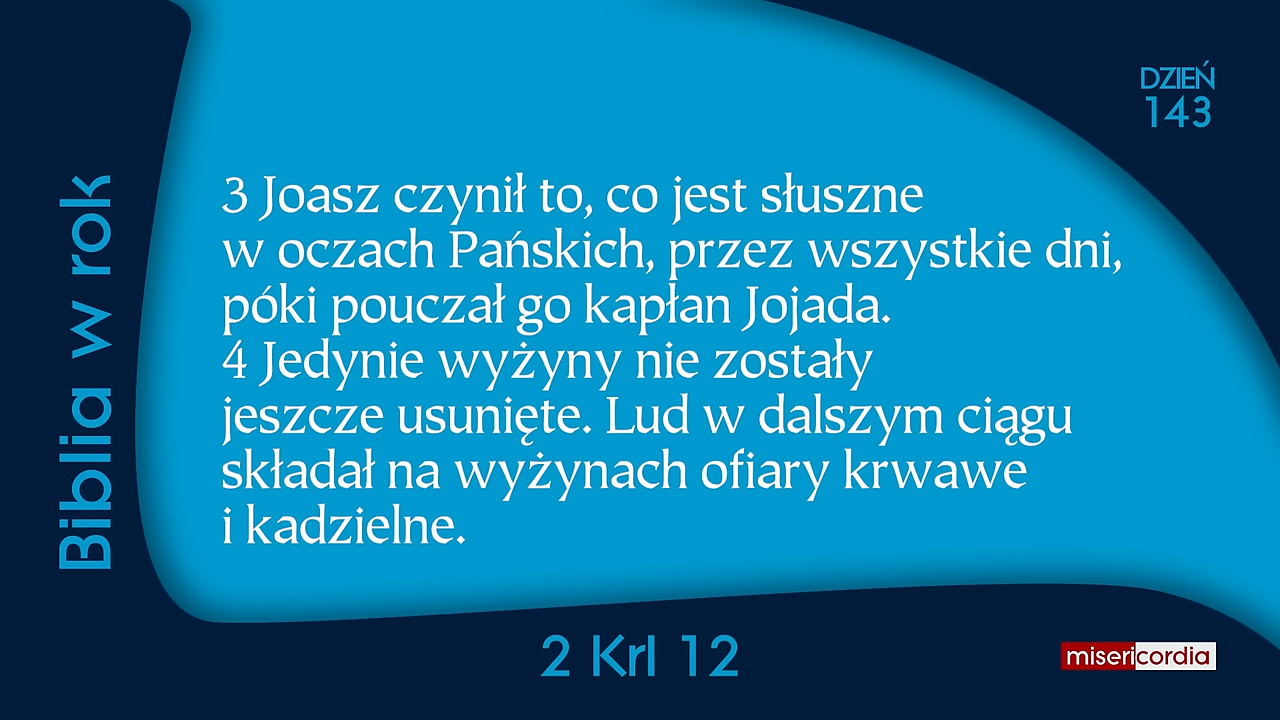 DZIEŃ
143
Biblia w rok
3 Joasz czynił to, co jest słuszne
w oczach Pańskich, przez wszystkie dni,
póki pouczał go kapłan Jojada.
4 Jedynie wyżyny nie zostały
jeszcze usunięte. Lud w dalszym ciągu
składał na wyżynach ofiary krwawe
i kadzielne.
2 Krl 12
misericordia